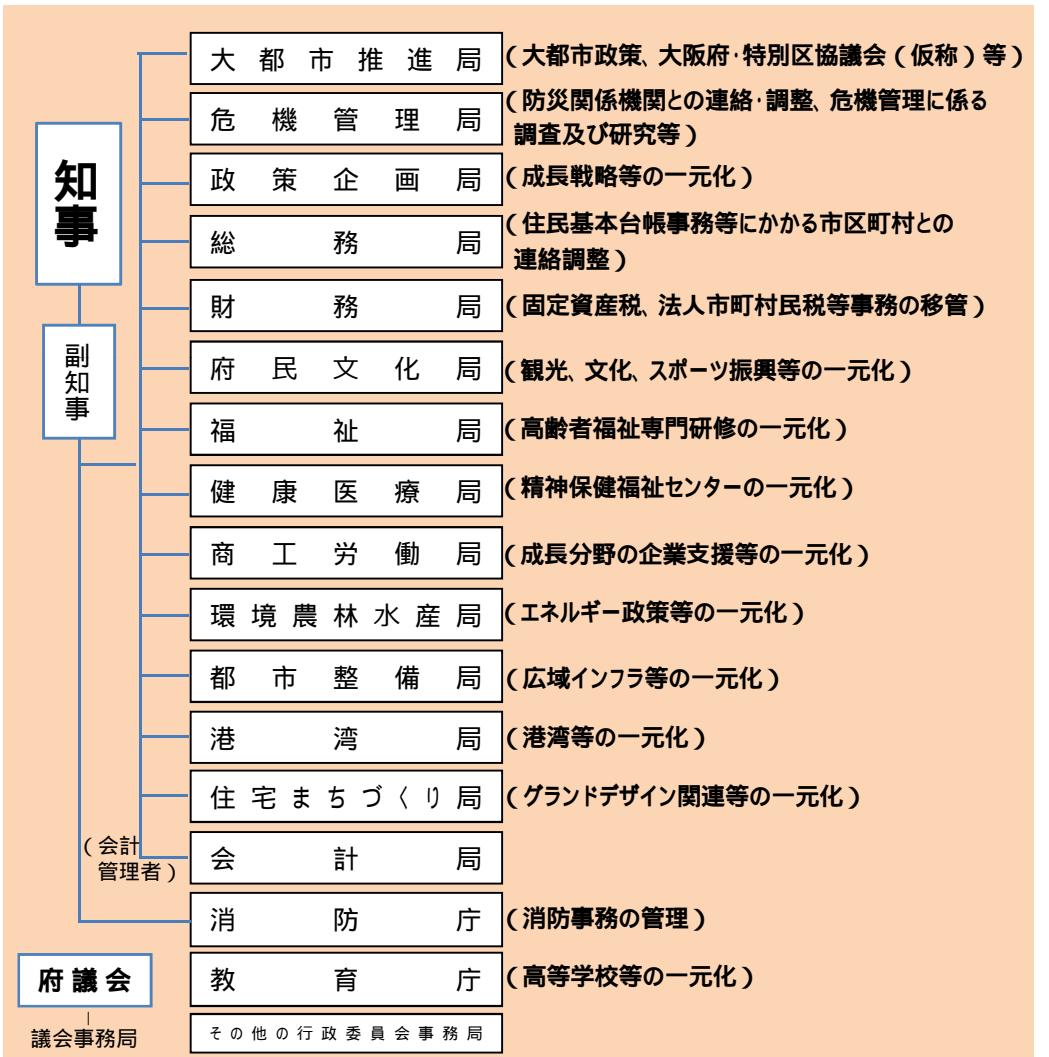 知事
副知事
大都市推進局
(大都市政策、大阪府・特別区協議会(仮称)等)
危機管理局
(防災関係機関との連絡・調整、危機管理に係る
調査及び研究等)
政策企画局
(成長戦略等の一元化)
総務局
(住民基本台帳事務等にかかる市区町村との
連絡調整)
財務局
(固定資産税、法人市町村民税等事務の移管)
府民文化局
(観光、文化、スポーツ振興等の一元化)
福祉局
(高齢者福祉専門研修の一元化)
健康医療局
(精神保健福祉センターの一元化)
商工労働局
(成長分野の企業支援等の一元化)
環境農林水産局
(エネルギー政策等の一元化)
都市整備局
(広域インフラ等の一元化)
港湾局
(港湾等の一元化)
住宅まちづくり局
(グランドデザイン関連等の一元化)
(会計
管理者)
会計局
消防庁
(消防事務の管理)
教育庁
(高等学校等の一元化)
その他の行政委員会事務局
府議会
議会事務局